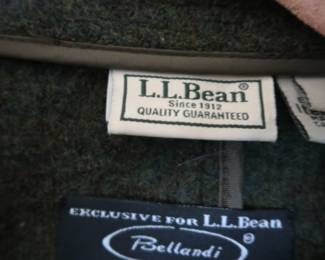 L.L.Bean®
Since 1912
QUALITY GUARANTEED
EXCLUSIVE FOR L.L.Bean
Bellandi®